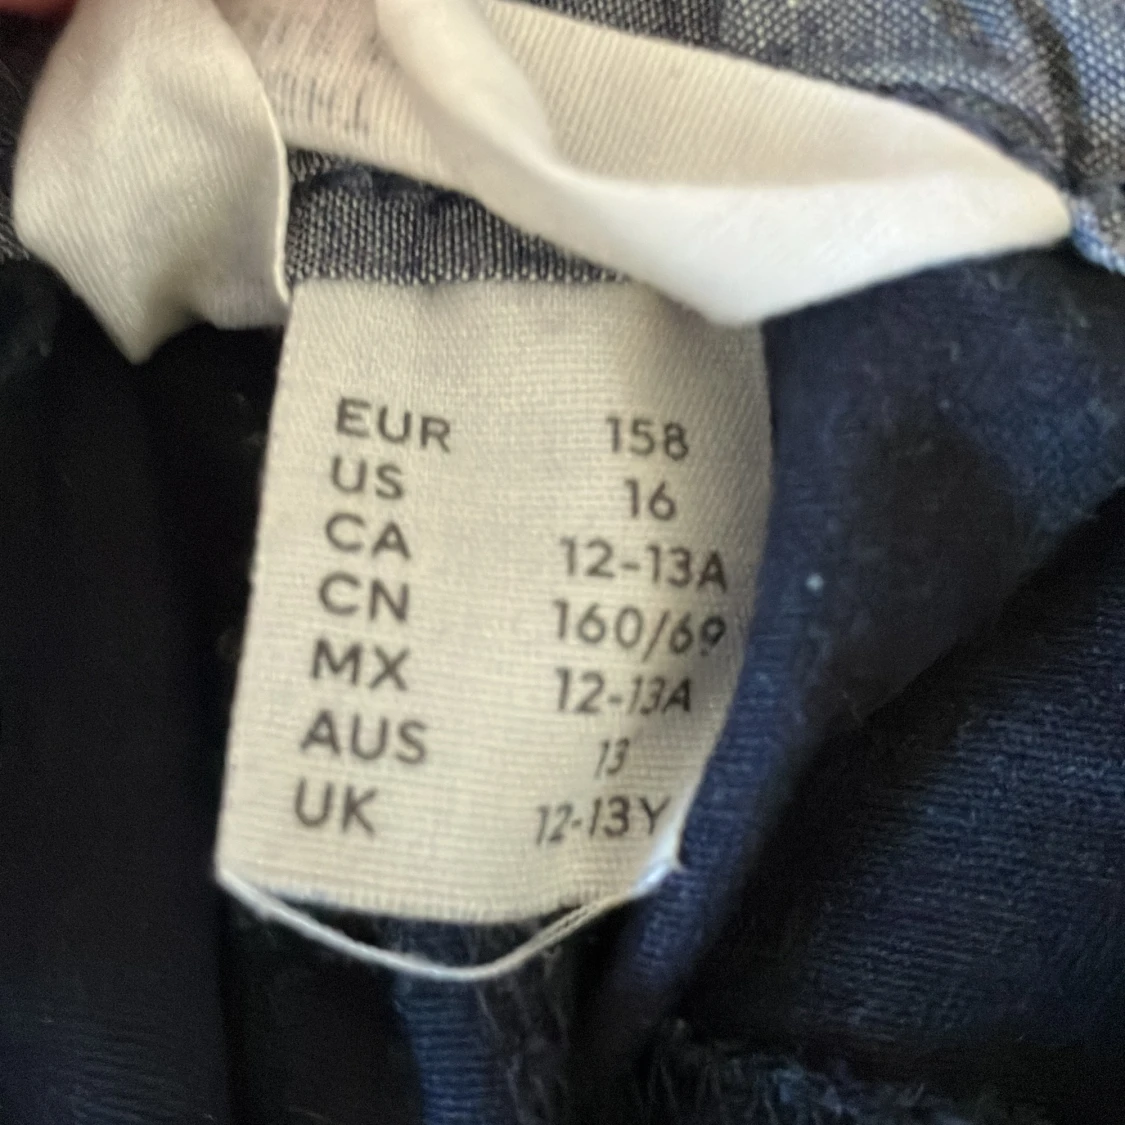 EUR 158
US 16
CA 12-13A
CN 160/69
MX 12-13A
AUS 13
UK 12-13Y